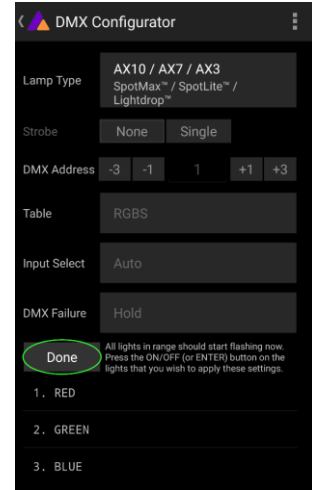 DMX Configurator
Lamp Type
AX10 / AX7 / AX3
SpotMax™ / SpotLite™ /
Lightdrop™
Strobe None Single
DMX Address -3 -1 1 +1 +3
Table RGBS
Input Select Auto
DMX Failure Hold
Done
All lights in range should start flashing now.
Press the ON/OFF (or ENTER) button on the
lights that you wish to apply these settings.
1. RED
2. GREEN
3. BLUE